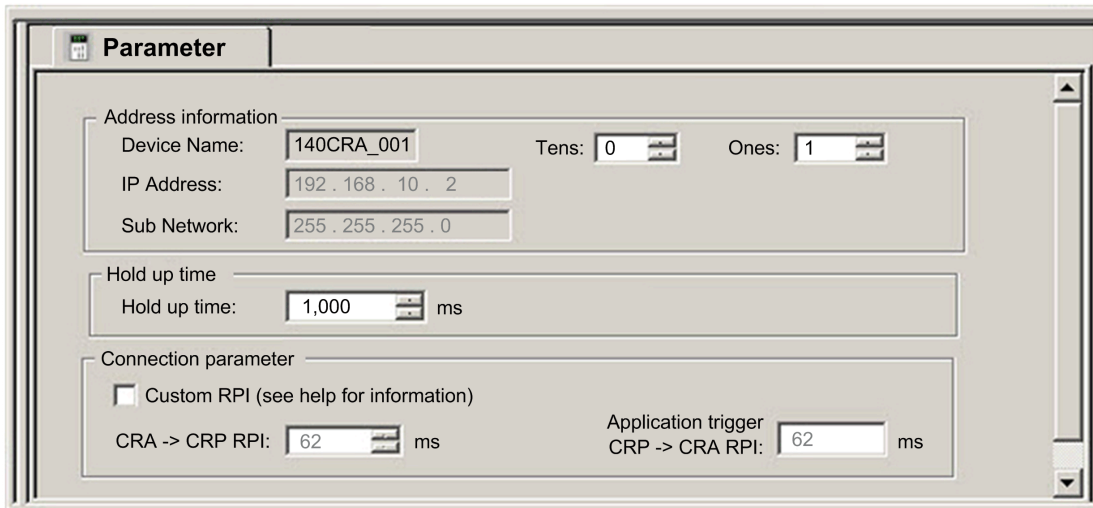 Parameter
Address information
Device Name: 140CRA_001 Tens: 0 Ones: 1
IP Address: 192 . 168 . 10 . 2
Sub Network: 255 . 255 . 255 . 0
Hold up time
Hold up time: 1,000 ms
Connection parameter
Custom RPI (see help for information)
Application trigger
CRA -> CRP RPI: 62 ms CRP -> CRA RPI: 62 ms